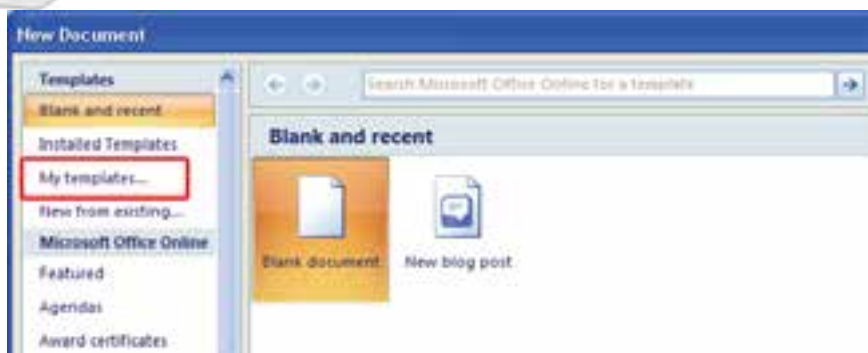 New Document
Templates
Blank and recent
Installed Templates
My templates...
New from existing...
Microsoft Office Online
Featured
Agendas
Award certificates
Search Microsoft Office Online for a template
Blank and recent
Blank document
New blog post